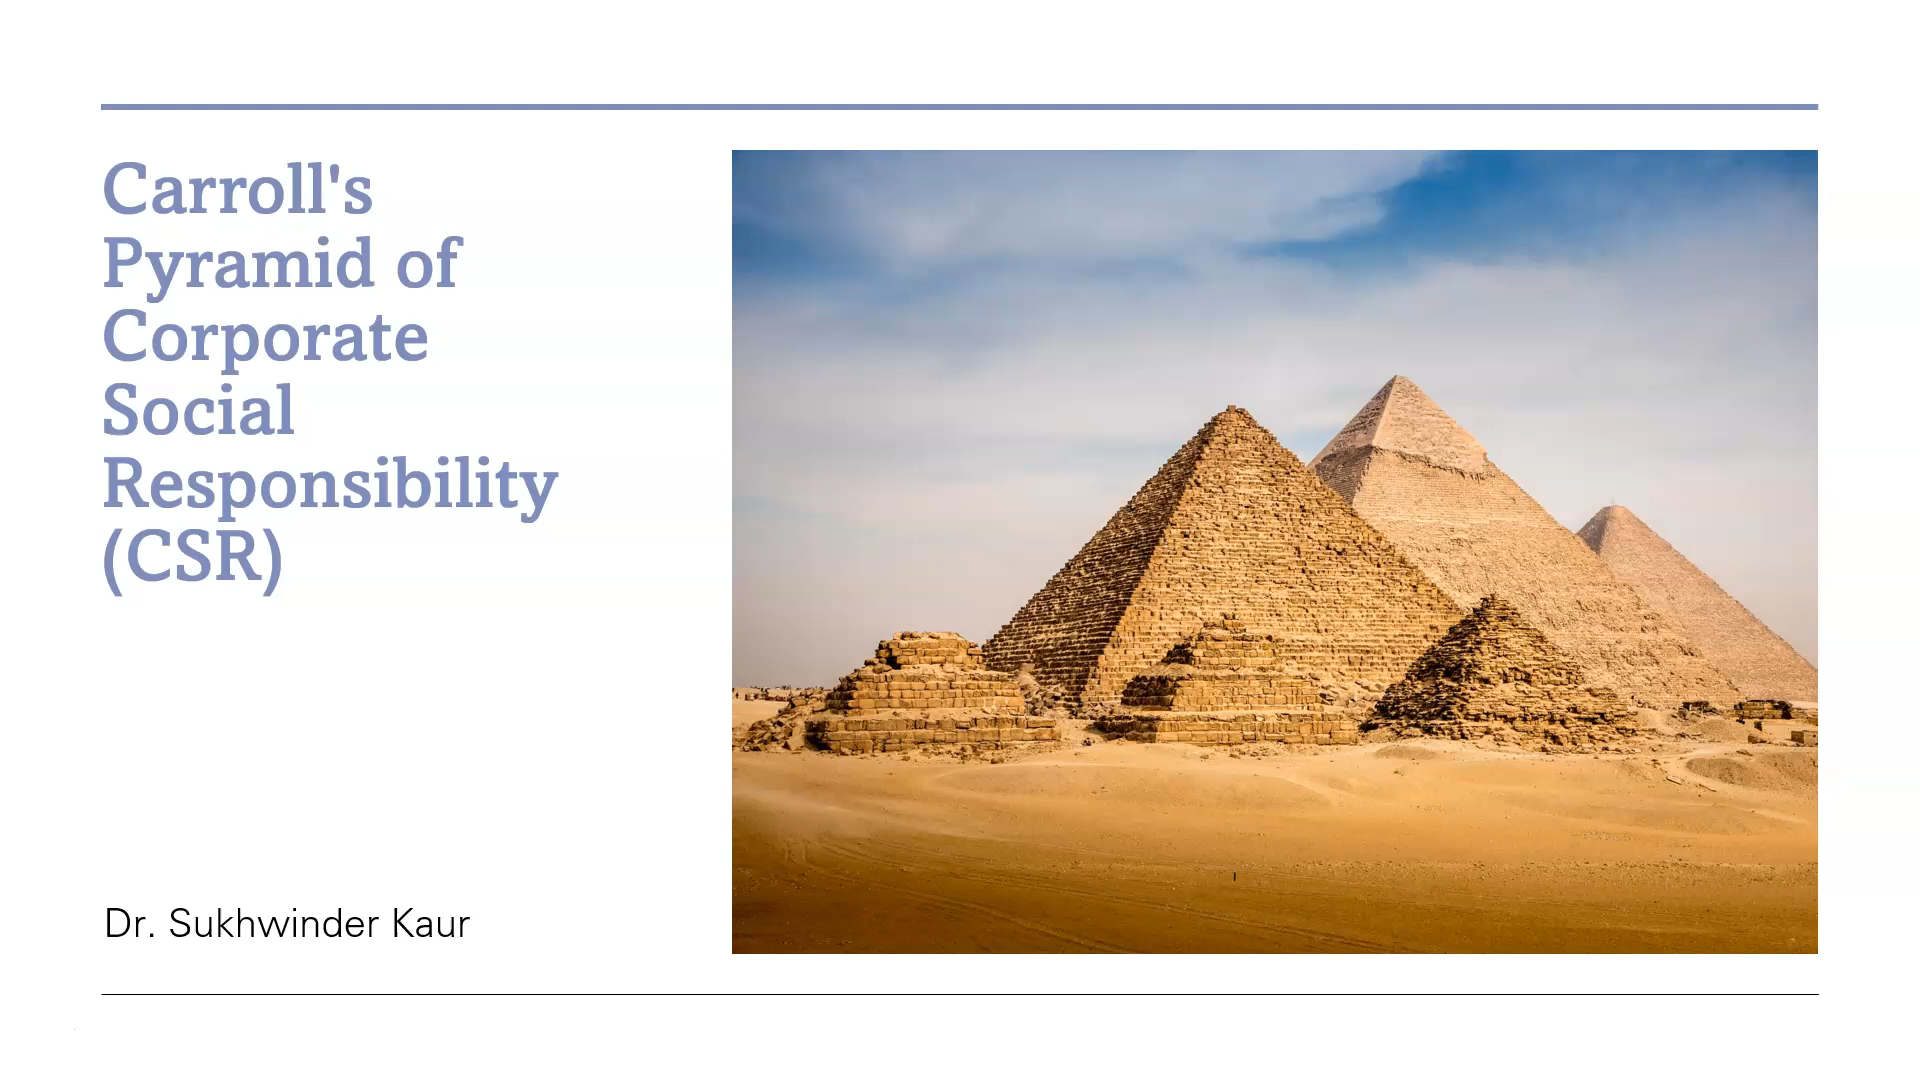 Carroll's
Pyramid of
Corporate
Social
Responsibility
(CSR)
Dr. Sukhwinder Kaur